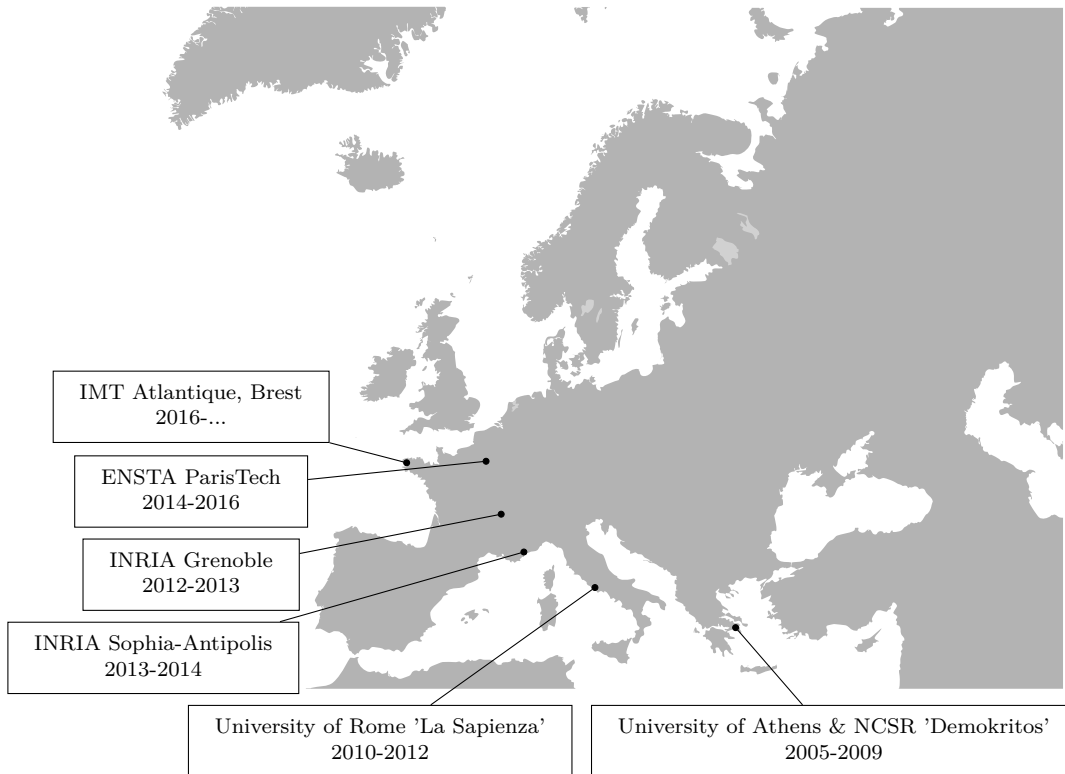 IMT Atlantique, Brest
2016-...
ENSTA ParisTech
2014-2016
INRIA Grenoble
2012-2013
INRIA Sophia-Antipolis
2013-2014
University of Rome 'La Sapienza'
2010-2012
University of Athens & NCSR 'Demokritos'
2005-2009